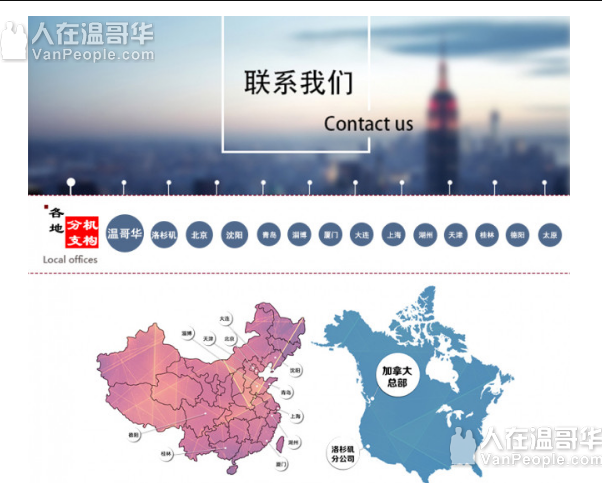 人在温哥华
VanPeople.com
联系我们
Contact us
各地
分机
支构
Local offices
温哥华 洛杉矶 北京 沈阳 青岛 淄博 厦门 大连 上海 湖州 天津 桂林 德阳 太原
大连
淄博
天津
北京
沈阳
青岛
上海
德阳
湖州
桂林
厦门
加拿大
总部
洛杉矶
分公司
人在温哥华
VanPeople.com